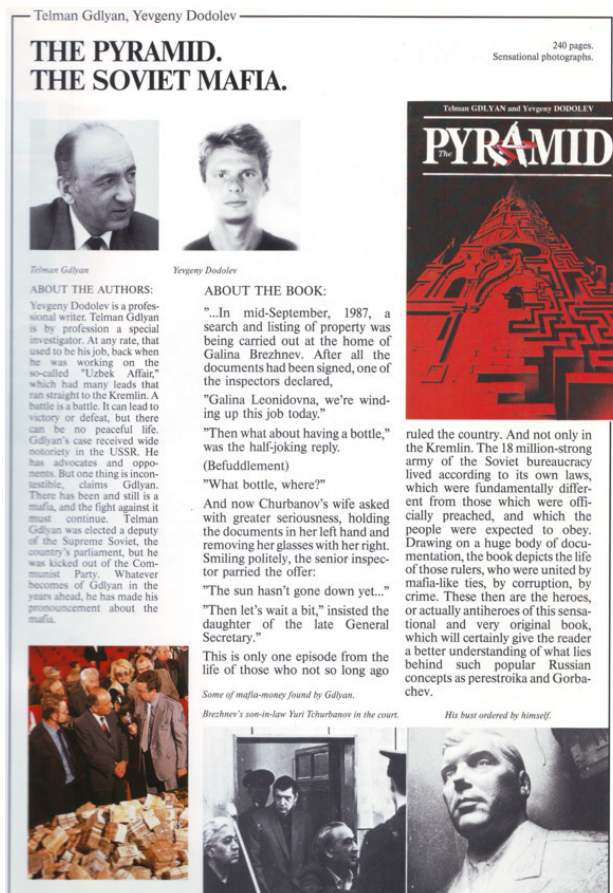 Telman Gdlyan, Yevgeny Dodolev
THE PYRAMID.
THE SOVIET MAFIA.
240 pages.
Sensational photographs.
Telman GDLYAN and Yevgeny DODOLEV
The
PYRAMID
Telman Gdlyan
Yevgeny Dodolev
ABOUT THE AUTHORS:
Yevgeny Dodolev is a profes-
sional writer. Telman Gdlyan
is by profession a special
investigator. At any rate, that
used to be his job, back when
he was working on the
so-called "Uzbek Affair,"
which had many leads that
ran straight to the Kremlin. A
battle is a battle. It can lead to
victory or defeat, but there
can be no peaceful life.
Gdlyan's case received wide
notoriety in the USSR. He
has advocates and oppo-
nents. But one thing is incon-
testible, claims Gdlyan.
There has been and still is a
mafia, and the fight against it
must continue. Telman
Gdlyan was elected a deputy
of the Supreme Soviet, the
country's parliament, but he
was kicked out of the Com-
munist Party. Whatever
becomes of Gdlyan in the
years ahead, he has made his
pronouncement about the
mafia.
ABOUT THE BOOK:
"...In mid-September, 1987, a
search and listing of property was
being carried out at the home of
Galina Brezhnev. After all the
documents had been signed, one of
the inspectors declared,
"Galina Leonidovna, we're wind-
ing up this job today."
"Then what about having a bottle,"
was the half-joking reply.
(Befuddlement)
"What bottle, where?"
And now Churbanov's wife asked
with greater seriousness, holding
the documents in her left hand and
removing her glasses with her right.
Smiling politely, the senior inspec-
tor parried the offer:
"The sun hasn't gone down yet..."
"Then let's wait a bit," insisted the
daughter of the late General
Secretary."
This is only one episode from the
life of those who not so long ago
ruled the country. And not only in
the Kremlin. The 18 million-strong
army of the Soviet bureaucracy
lived according to its own laws,
which were fundamentally differ-
ent from those which were offi-
cially preached, and which the
people were expected to obey.
Drawing on a huge body of docu-
mentation, the book depicts the life
of those rulers, who were united by
mafia-like ties, by corruption, by
crime. These then are the heroes,
or actually antiheroes of this sensa-
tional and very original book,
which will certainly give the reader
a better understanding of what lies
behind such popular Russian
concepts as perestroika and Gorba-
chev.
Some of mafia-money found by Gdlyan.
Brezhnev's son-in-law Yuri Tchurbanov in the court.
His bust ordered by himself.